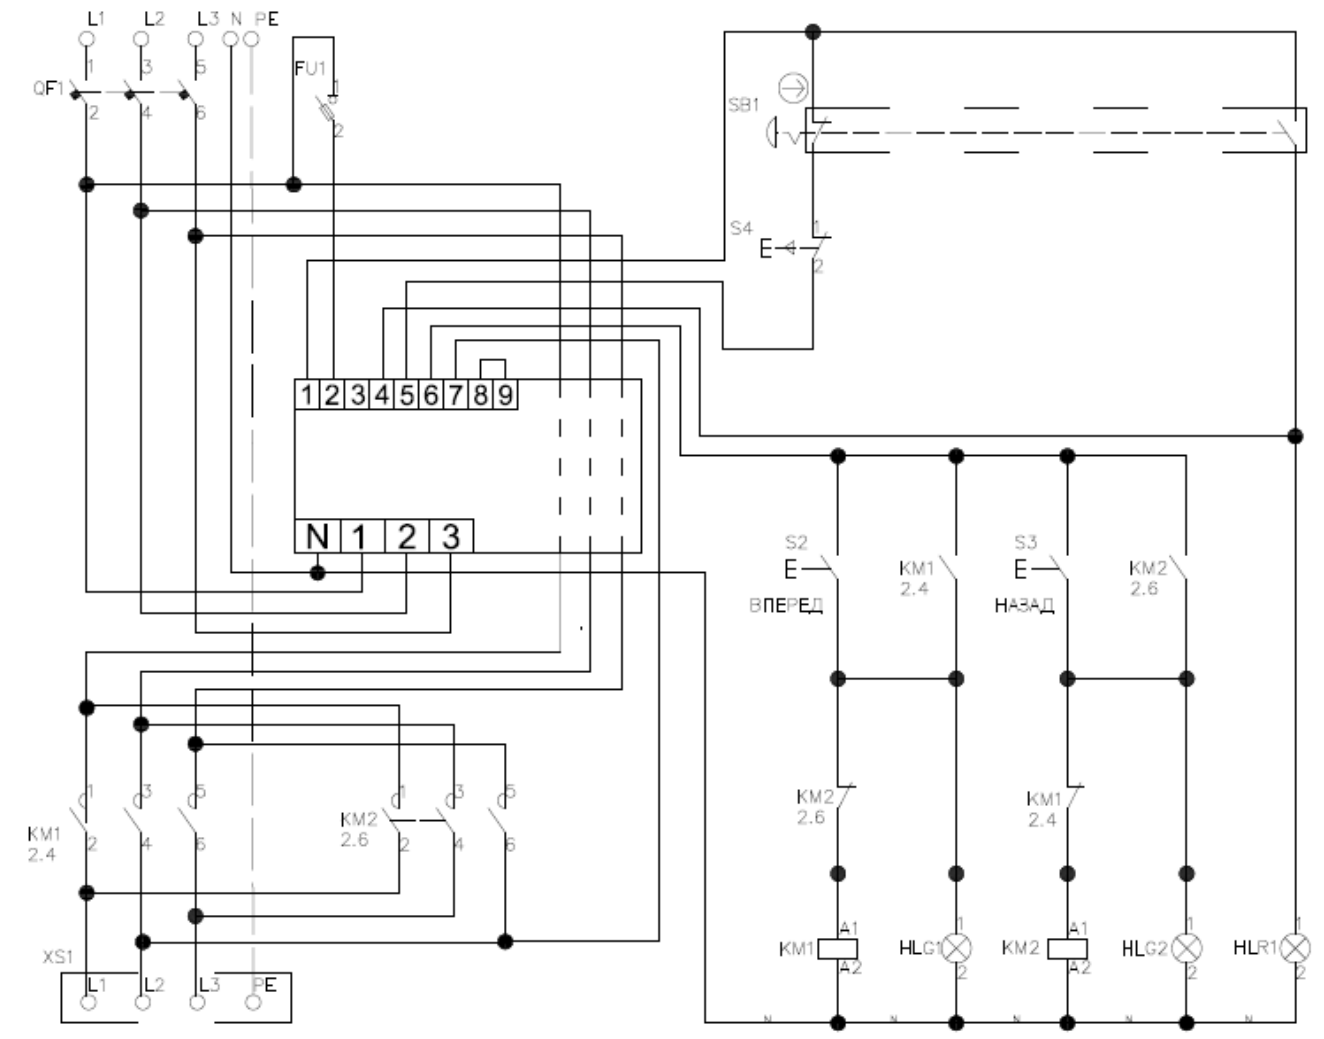 L1 L2 L3 N PE
1 3 5
QF1
2 4 6
FU1
1
2
SB1
S4
1
2
1 2 3 4 5 6 7 8 9
N 1 2 3
S2
ВПЕРЕД
KM1
2.4
S3
НАЗАД
KM2
2.6
1 3 5
KM1
2.4
2 4 6
1 3 5
KM2
2.6
2 4 6
KM2
2.6
KM1
2.4
XS1
L1 L2 L3 PE
A1 1 A1 1 1
KM1 HLG1 KM2 HLG2 HLR1
A2 2 A2 2 2
N N N N N